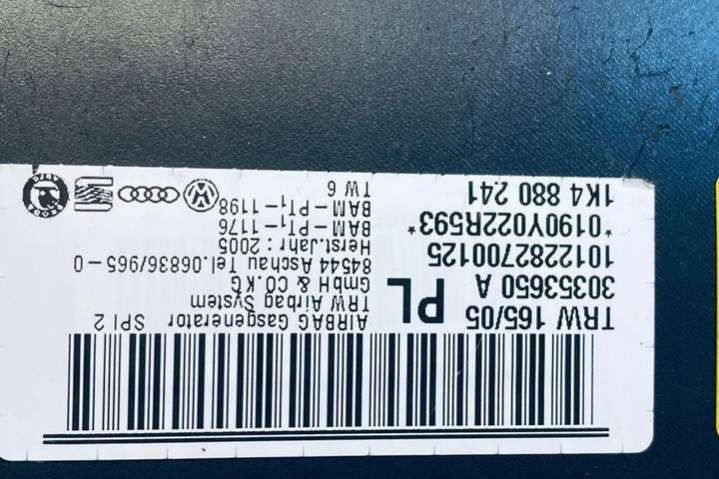 TRW 165/05
30353650 A
PL
1012282700125
*0190Y022R593*
1K4 880 241
AIRBAG Gasgenerator SPI 2
TRW Airbag System
GmbH & CO.KG
84544 Aschau Tel.06836/965-0
Herst.Jahr: 2005
BAM-PT1-1176
BAM-PT1-1198
TW 6